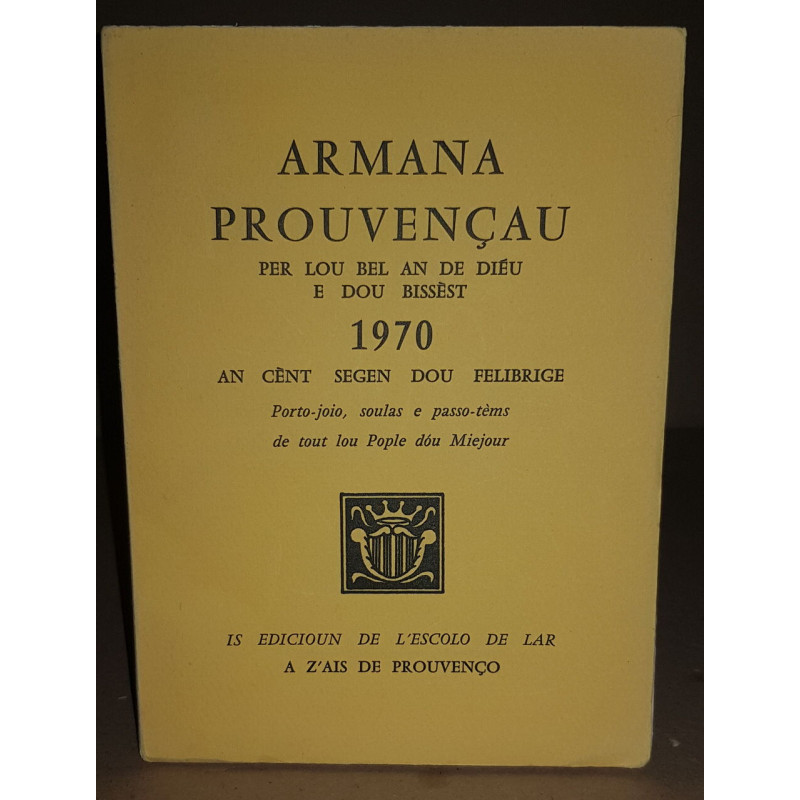 ARMANA
PROUVENÇAU
PER LOU BEL AN DE DIÉU
E DOU BISSÈST
1970
AN CÈNT SEGEN DOU FELIBRIGE
Porto-joio, soulas e passo-tèms
de tout lou Pople dóu Miejour
IS EDICIOUN DE L'ESCOLO DE LAR
A Z'AIS DE PROUVENÇO